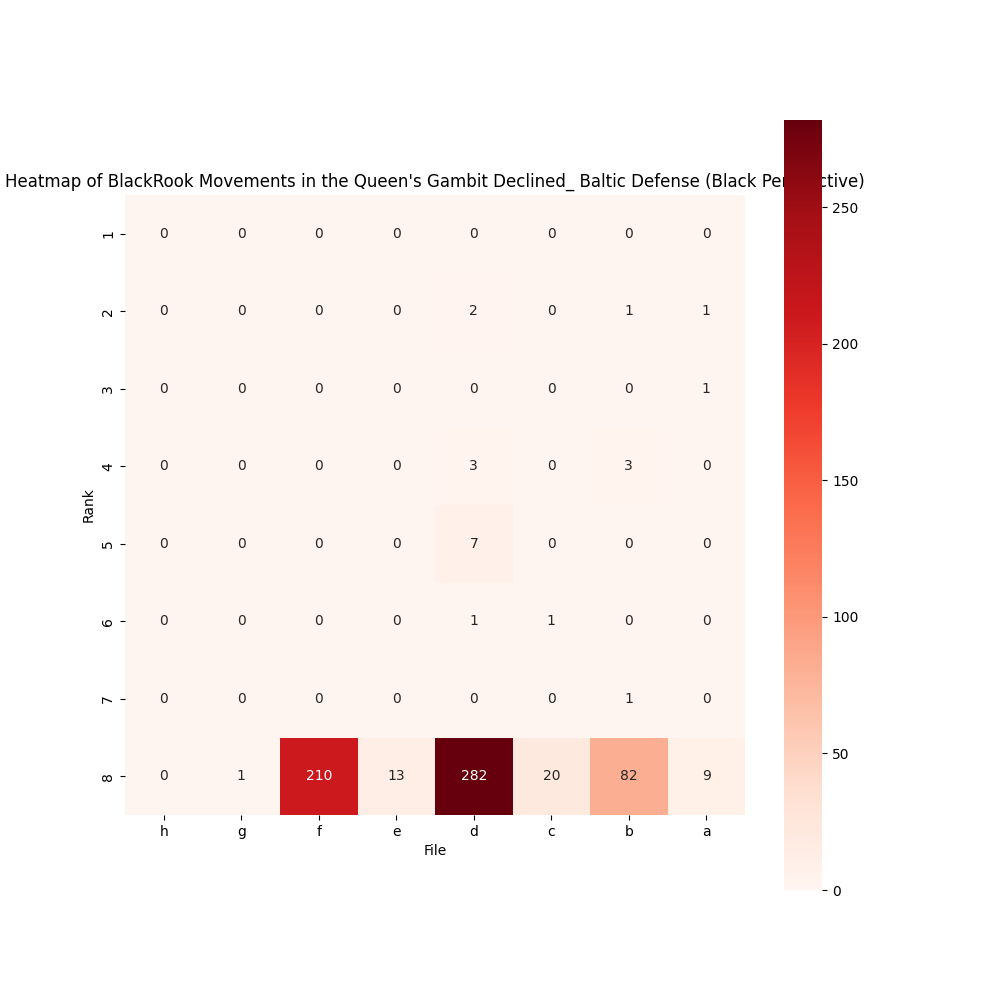 Heatmap of BlackRook Movements in the Queen's Gambit Declined_ Baltic Defense (Black Pe ctive)
1 0 0 0 0 0 0 0 0
2 0 0 0 0 2 0 1 1
3 0 0 0 0 0 0 0 1
4 0 0 0 0 3 0 3 0
5 0 0 0 0 7 0 0 0
6 0 0 0 0 1 1 0 0
7 0 0 0 0 0 0 1 0
8 0 1 210 13 282 20 82 9
h g f e d c b a
File
Rank
250
200
150
100
50
0